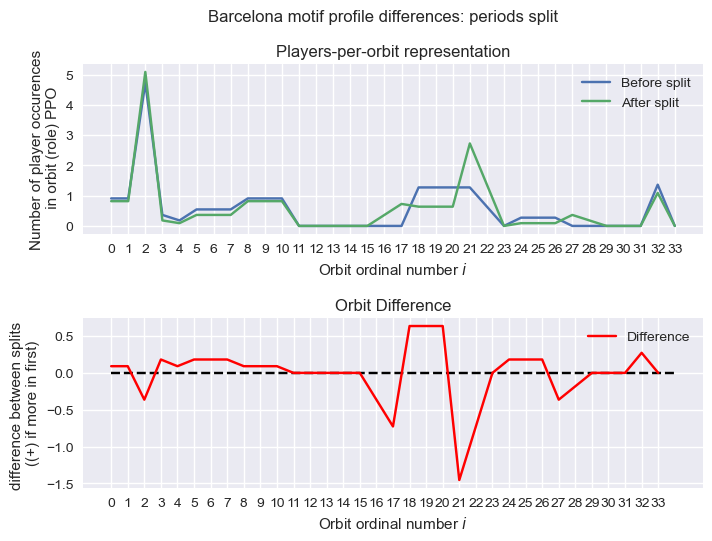 Barcelona motif profile differences: periods split
Players-per-orbit representation
Number of player occurences
in orbit (role) PPO
5
4
3
2
1
0
Before split
After split
0 1 2 3 4 5 6 7 8 9 10 11 12 13 14 15 16 17 18 19 20 21 22 23 24 25 26 27 28 29 30 31 32 33
Orbit ordinal number i
Orbit Difference
difference between splits
((+) if more in first)
0.5
0.0
−0.5
−1.0
−1.5
Difference
0 1 2 3 4 5 6 7 8 9 10 11 12 13 14 15 16 17 18 19 20 21 22 23 24 25 26 27 28 29 30 31 32 33
Orbit ordinal number i